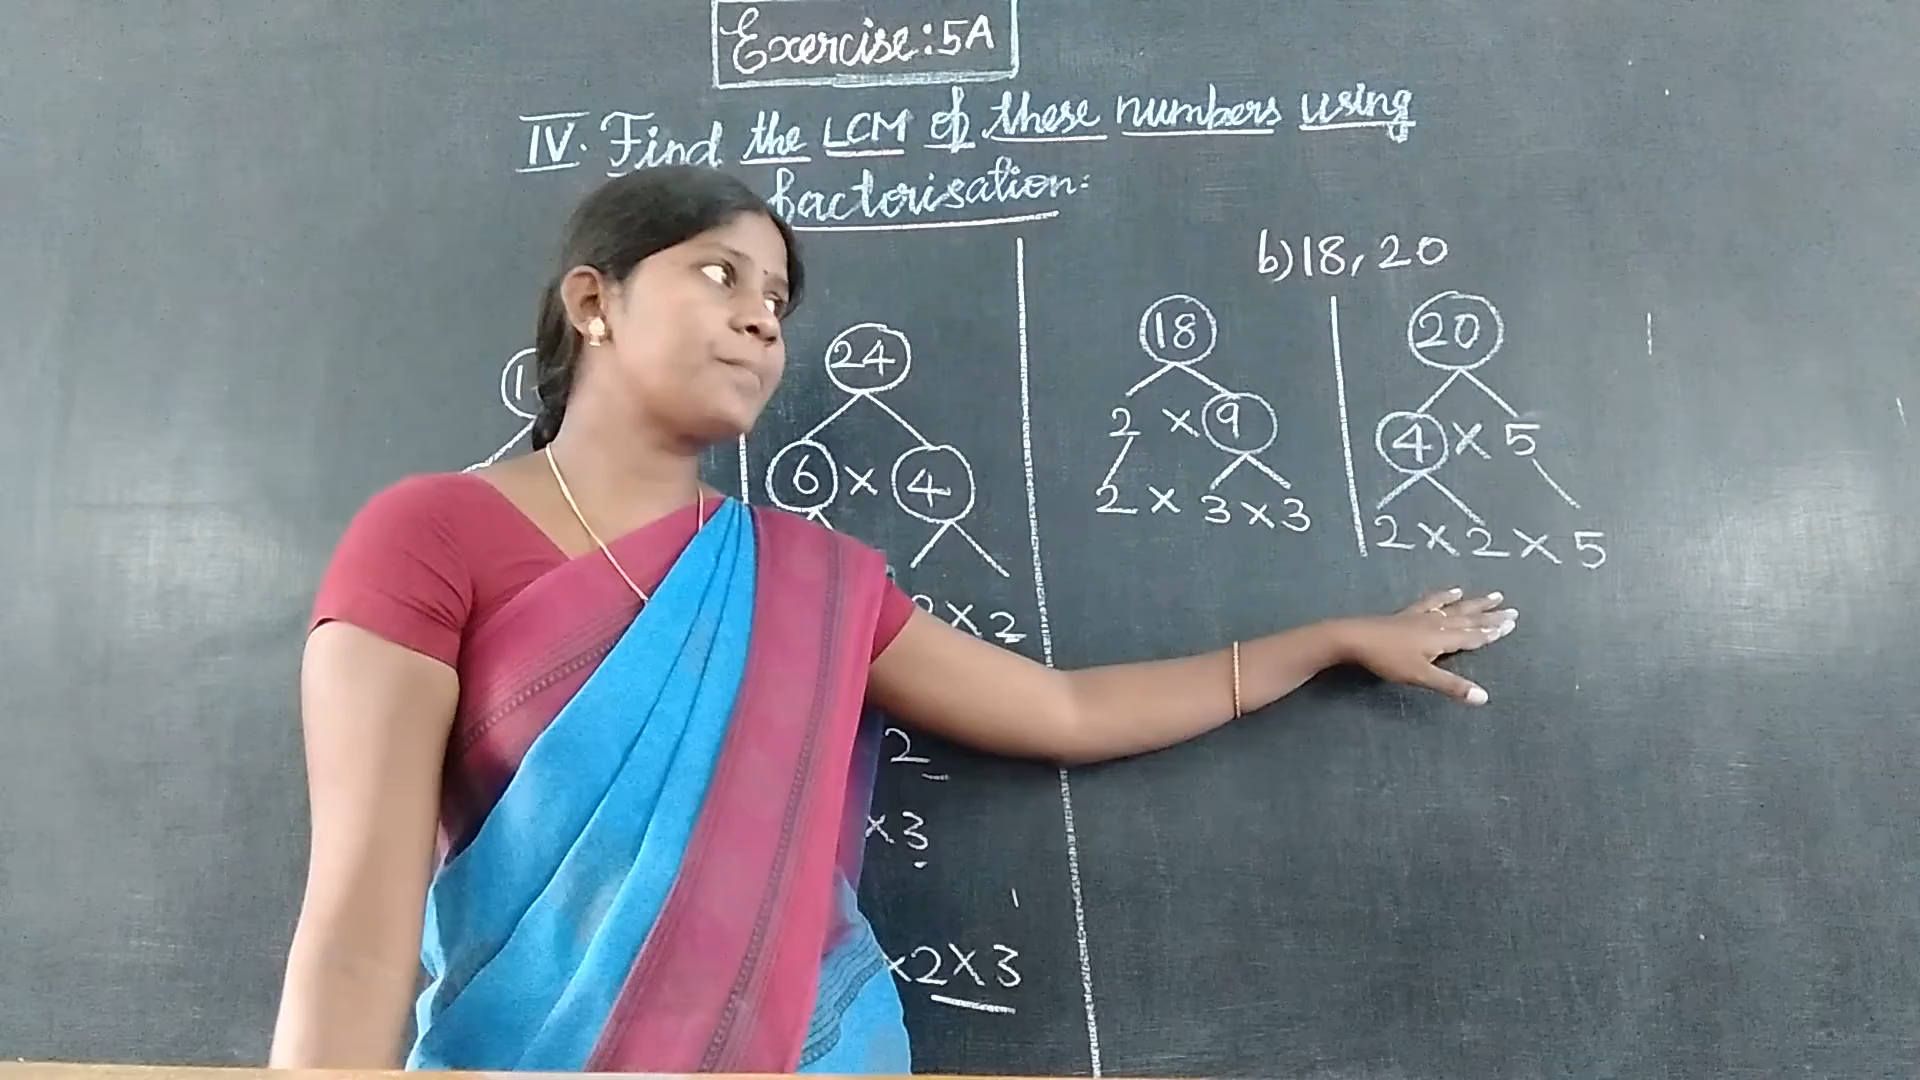 Exercise: 5A
IV. Find the LCM of these numbers using
factorisation:
b) 18, 20
24
6 × 4
× 2
2
× 3
× 2 × 3
18
2 × 9
2 × 3 × 3
20
4 × 5
2 × 2 × 5